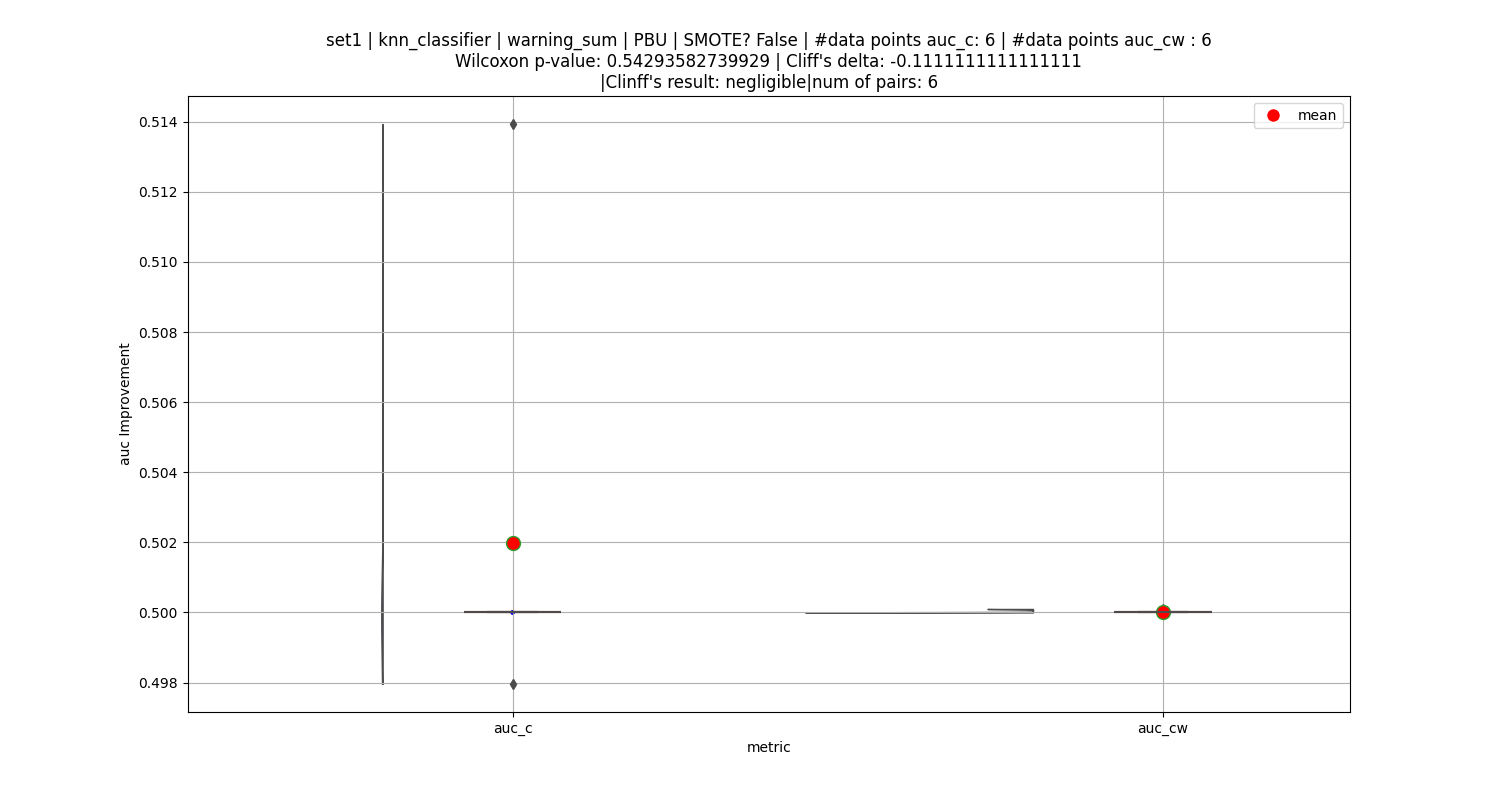 set1 | knn_classifier | warning_sum | PBU | SMOTE? False | #data points auc_c: 6 | #data points auc_cw : 6
Wilcoxon p-value: 0.54293582739929 | Cliff's delta: -0.1111111111111111
|Clinff's result: negligible|num of pairs: 6
mean
0.514
0.512
0.510
0.508
0.506
0.504
0.502
0.500
0.498
auc Improvement
auc_c
auc_cw
metric